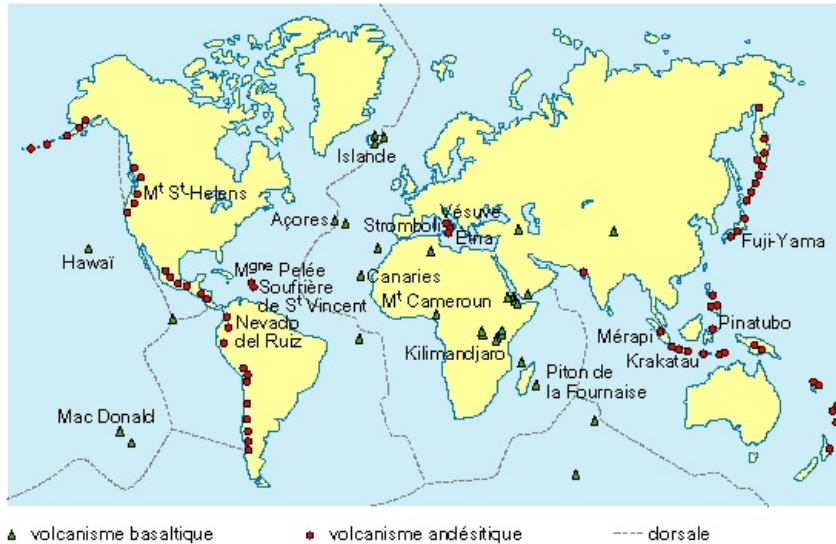 Islande
Mt St-Helens
Açores
Vésuve
Stromboli
Etna
Fuji-Yama
Hawaï
Mgne Pelée
Soufrière
de St Vincent
Canaries
Mt Cameroun
Nevado
del Ruiz
Mérapi
Pinatubo
Krakatau
Kilimandjaro
Piton de
la Fournaise
Mac Donald
volcanisme basaltique
volcanisme andésitique
dorsale